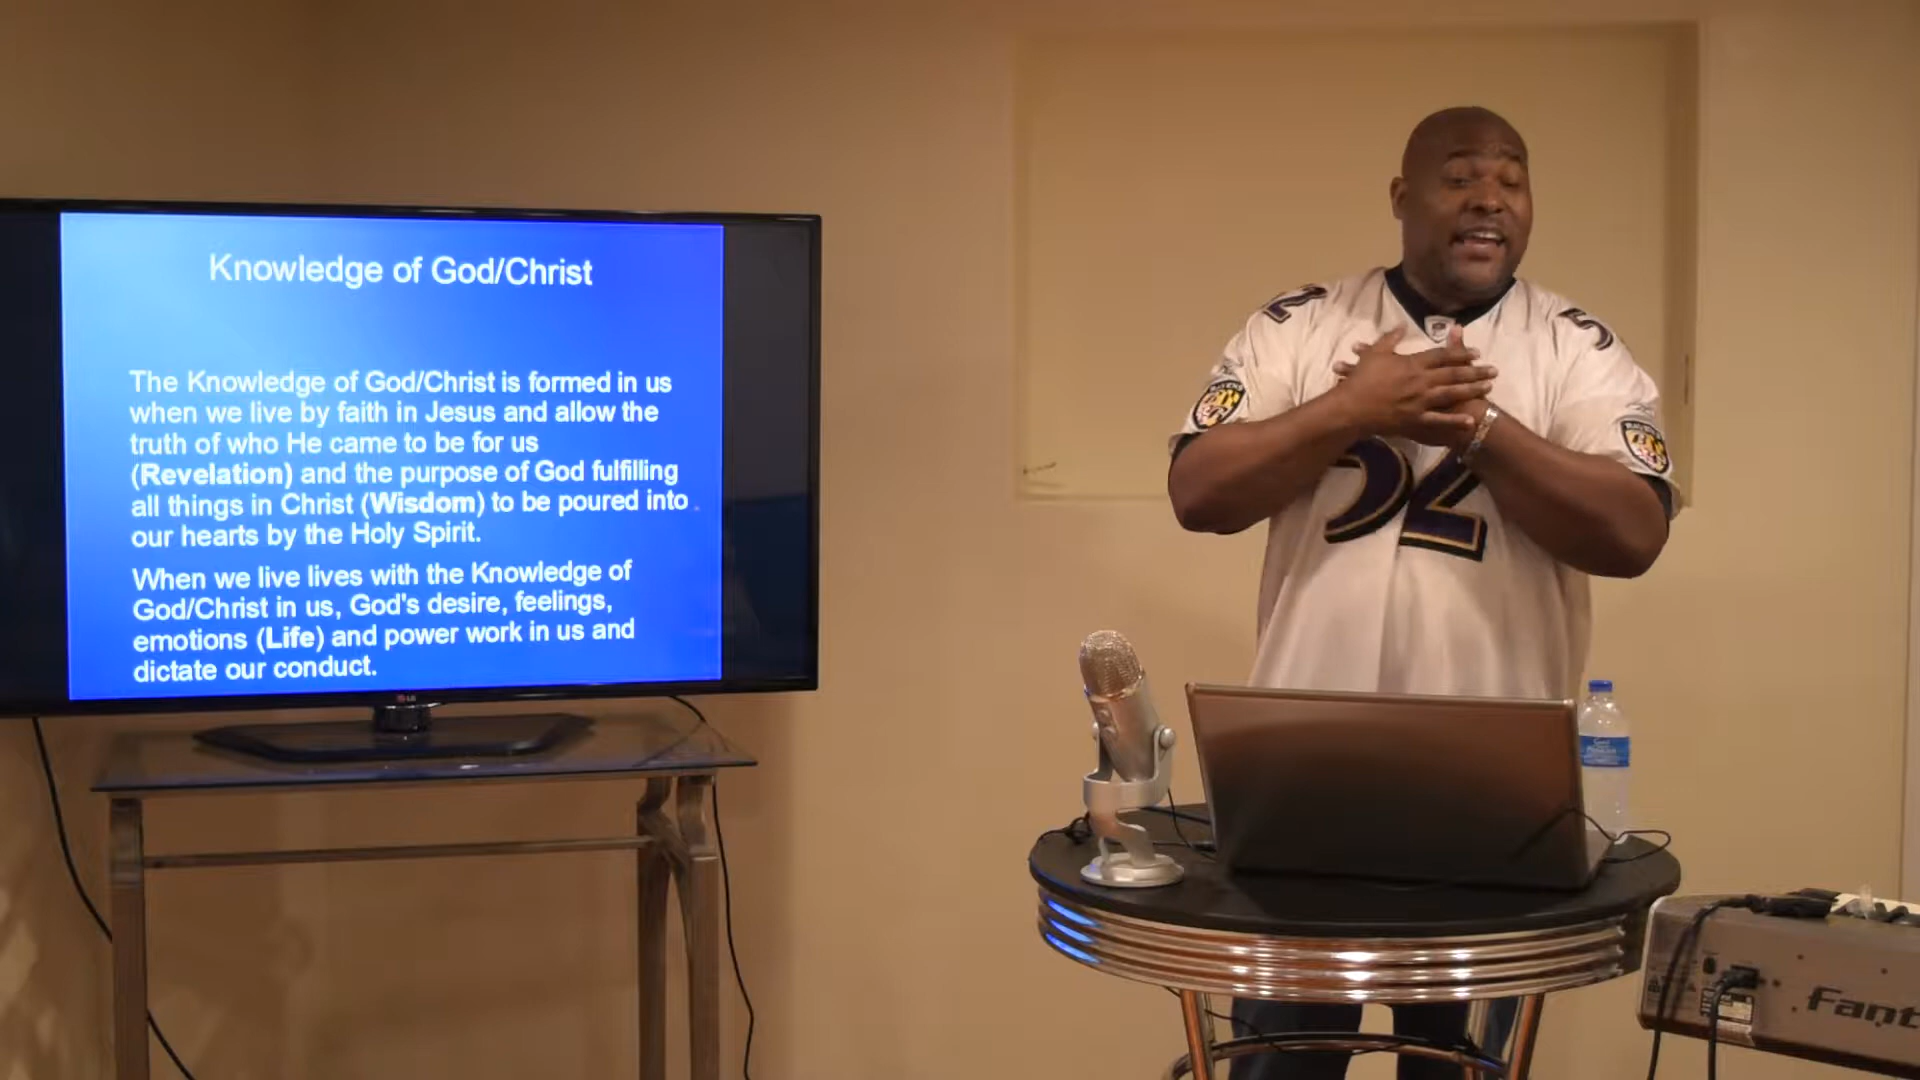 Knowledge of God/Christ
The Knowledge of God/Christ is formed in us
when we live by faith in Jesus and allow the
truth of who He came to be for us
(Revelation) and the purpose of God fulfilling
all things in Christ (Wisdom) to be poured into
our hearts by the Holy Spirit.
When we live lives with the Knowledge of
God/Christ in us, God's desire, feelings,
emotions (Life) and power work in us and
dictate our conduct.
LG
2
5
52
Fant